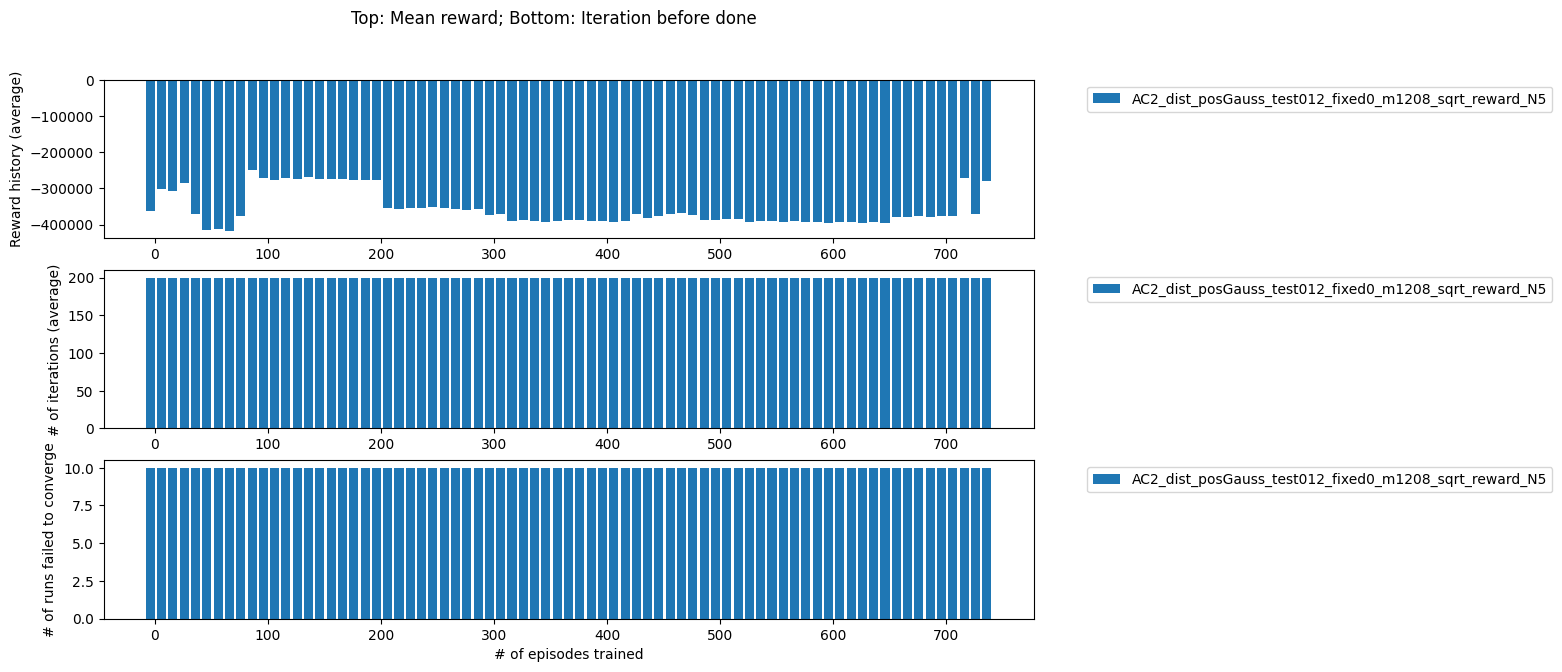 Top: Mean reward; Bottom: Iteration before done
Reward history (average)
0
−100000
−200000
−300000
−400000
0 100 200 300 400 500 600 700
AC2_dist_posGauss_test012_fixed0_m1208_sqrt_reward_N5
# of iterations (average)
200
150
100
50
0
0 100 200 300 400 500 600 700
AC2_dist_posGauss_test012_fixed0_m1208_sqrt_reward_N5
# of runs failed to converge
10.0
7.5
5.0
2.5
0.0
0 100 200 300 400 500 600 700
AC2_dist_posGauss_test012_fixed0_m1208_sqrt_reward_N5
# of episodes trained